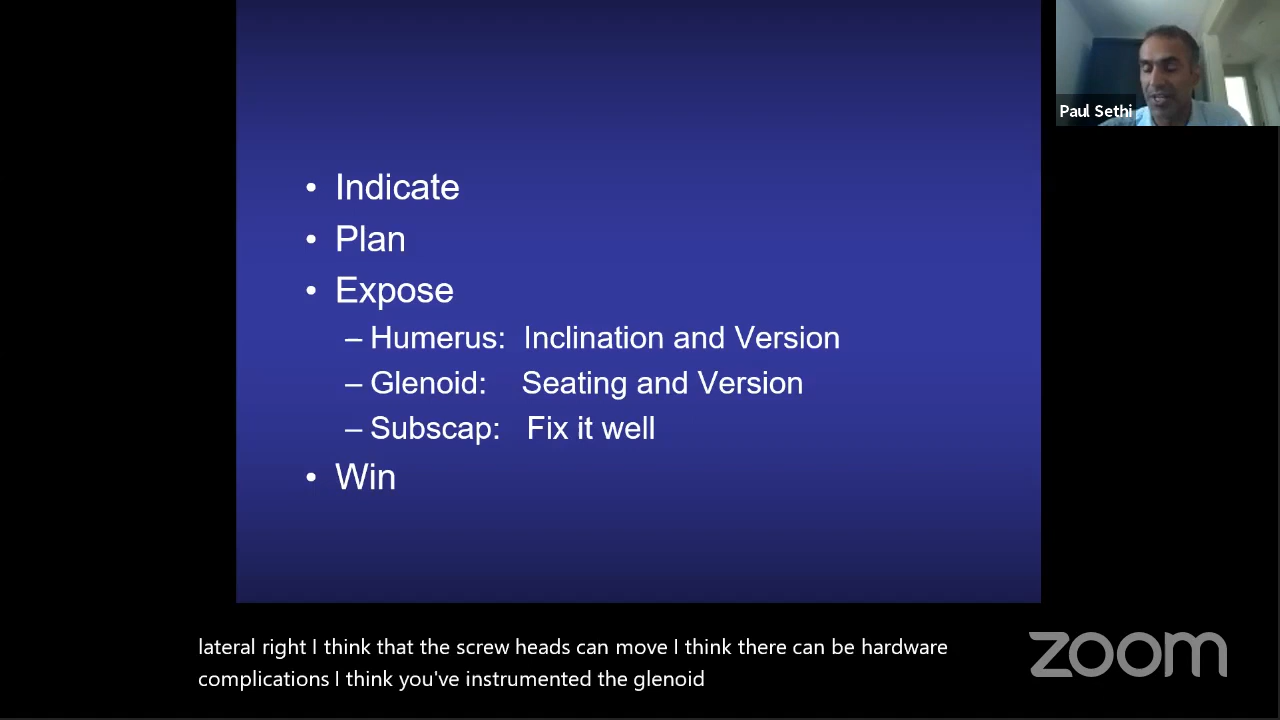 Paul Sethi
• Indicate
• Plan
• Expose
– Humerus: Inclination and Version
– Glenoid: Seating and Version
– Subscap: Fix it well
• Win
lateral right I think that the screw heads can move I think there can be hardware
complications I think you've instrumented the glenoid
zoom